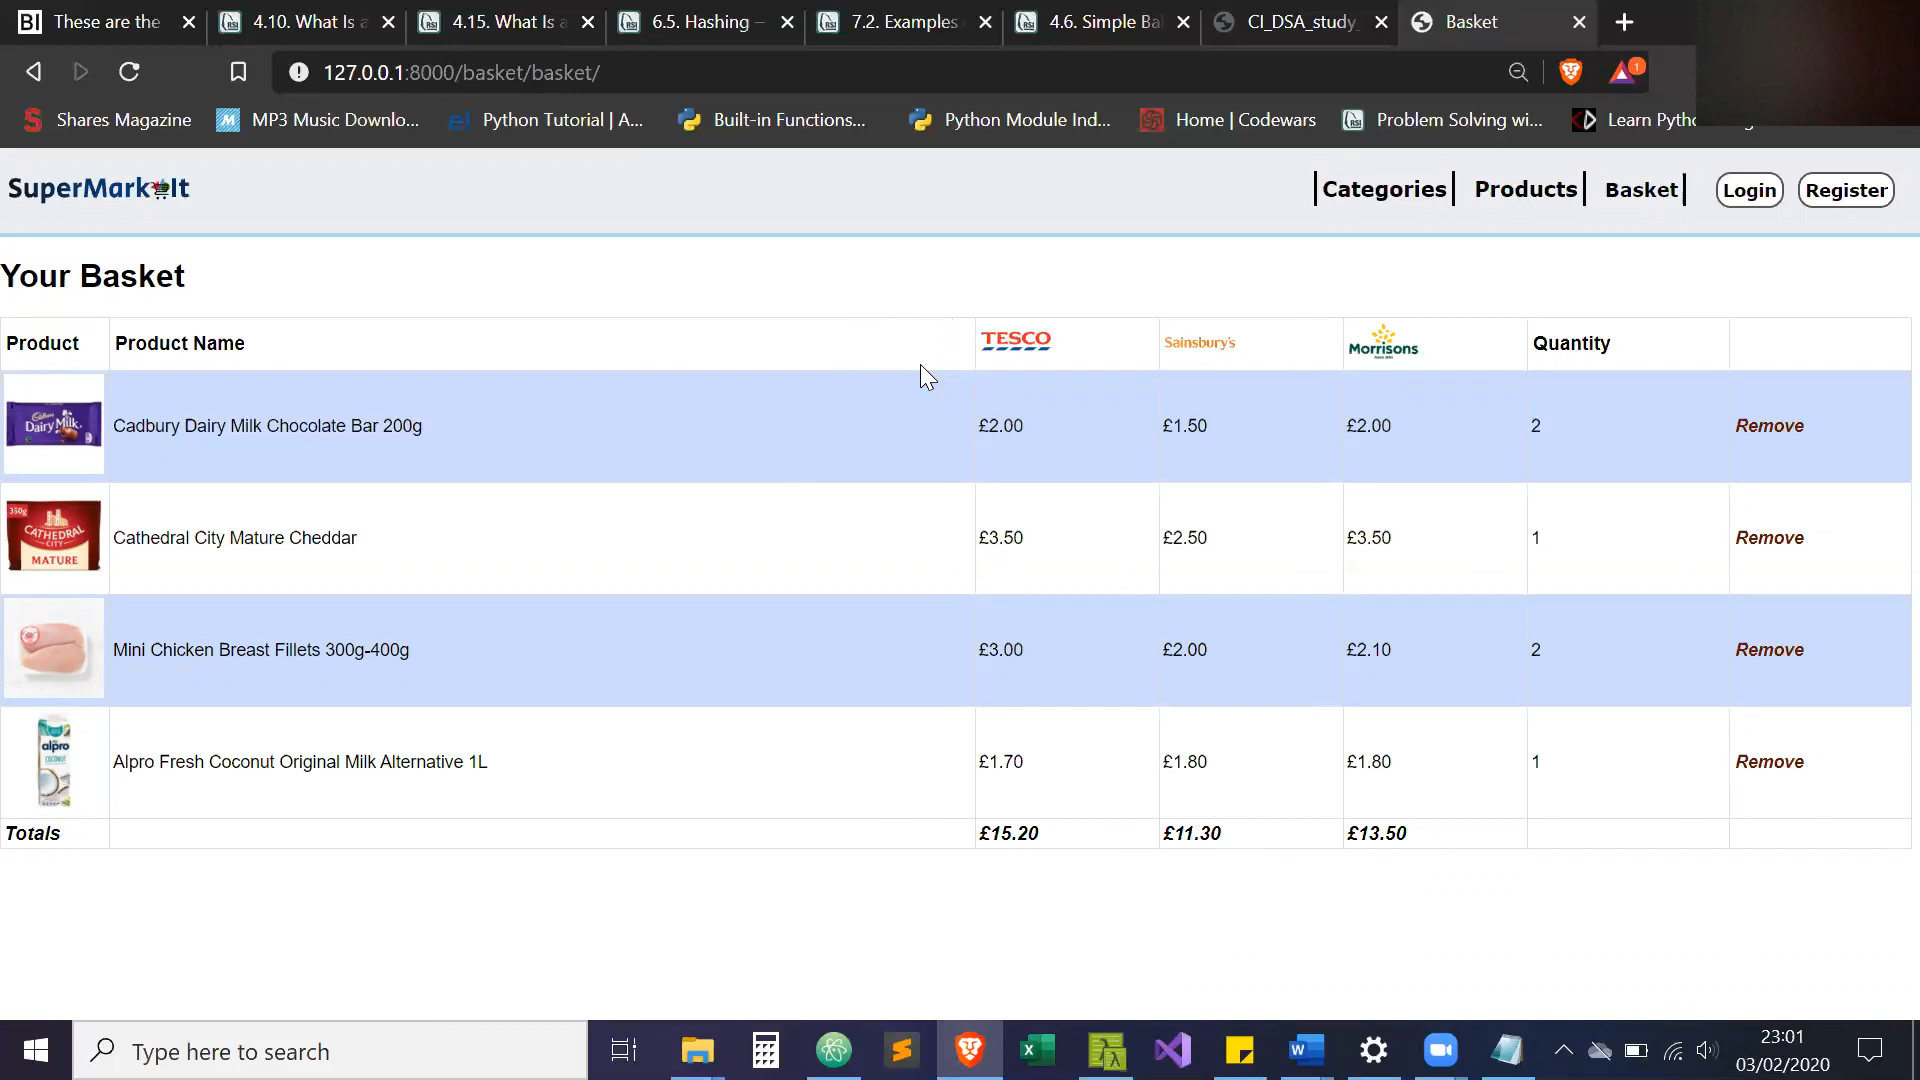 These are the
4.10. What Is a
4.15. What Is a
6.5. Hashing —
7.2. Examples
4.6. Simple Bal
CI_DSA_study_
Basket
127.0.0.1:8000/basket/basket/
Shares Magazine
MP3 Music Downlo...
Python Tutorial | A...
Built-in Functions...
Python Module Ind...
Home | Codewars
Problem Solving wi...
SuperMarkIt
Categories Products Basket Login Register
Your Basket
Product Product Name TESCO Sainsbury's Morrisons Quantity
Cadbury Dairy Milk Chocolate Bar 200g £2.00 £1.50 £2.00 2 Remove
Cathedral City Mature Cheddar £3.50 £2.50 £3.50 1 Remove
Mini Chicken Breast Fillets 300g-400g £3.00 £2.00 £2.10 2 Remove
Alpro Fresh Coconut Original Milk Alternative 1L £1.70 £1.80 £1.80 1 Remove
Totals £15.20 £11.30 £13.50
Type here to search
23:01
03/02/2020